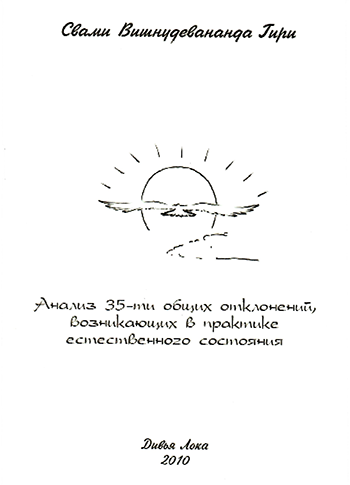 Свами Вишнудевананда Гири
Анализ 35-ти общих отклонений,
возникающих в практике
естественного состояния
Дивья Лока
2010